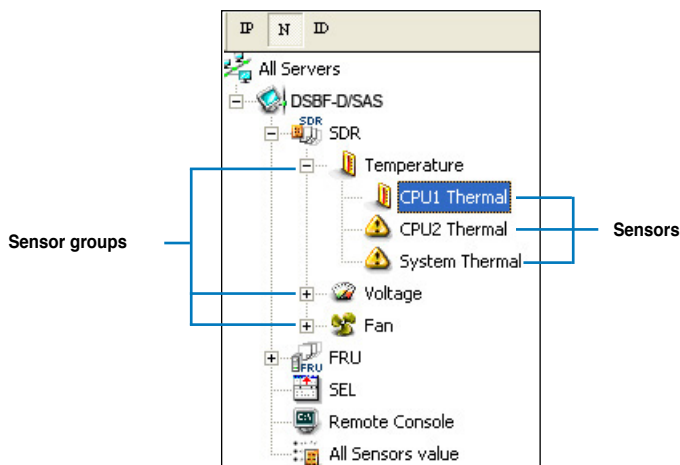 IP N ID
All Servers
DSBF-D/SAS
SDR
SDR
Temperature
CPU1 Thermal
CPU2 Thermal
System Thermal
Voltage
Fan
FRU
FRU
SEL
C:\
Remote Console
All Sensors value
Sensor groups
Sensors